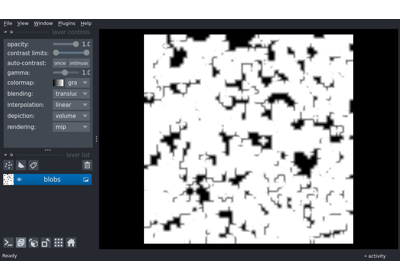 File View Window Plugins Help
layer controls
opacity: 1.0
contrast limits:
auto-contrast: once
gamma: 1.0
colormap: gra
blending: translu
interpolation: linear
depiction: volume
rendering: mip
layer list
blobs
Ready
activity